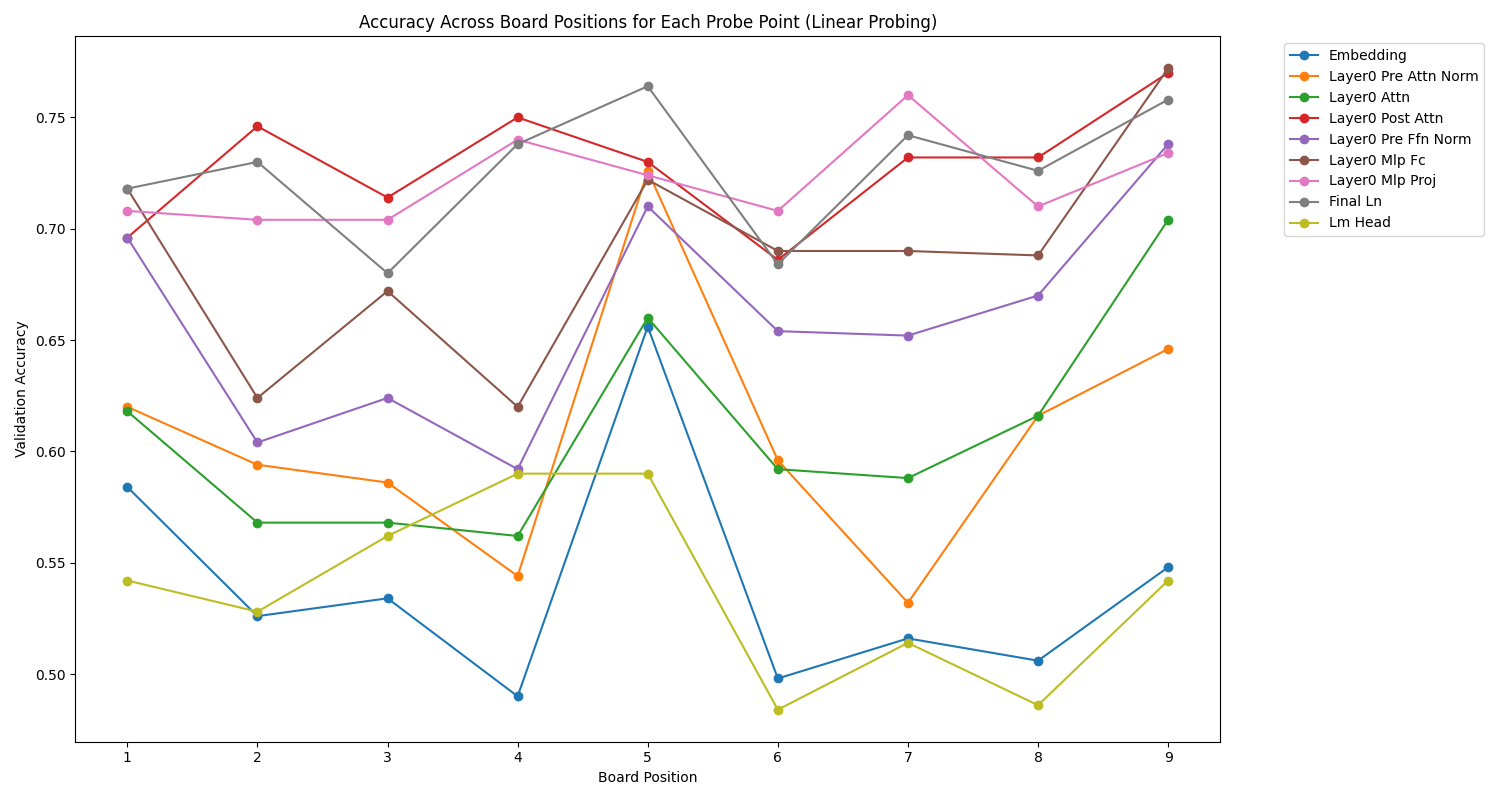 Accuracy Across Board Positions for Each Probe Point (Linear Probing)
Validation Accuracy
0.75
0.70
0.65
0.60
0.55
0.50
1 2 3 4 5 6 7 8 9
Board Position
Embedding
Layer0 Pre Attn Norm
Layer0 Attn
Layer0 Post Attn
Layer0 Pre Ffn Norm
Layer0 Mlp Fc
Layer0 Mlp Proj
Final Ln
Lm Head